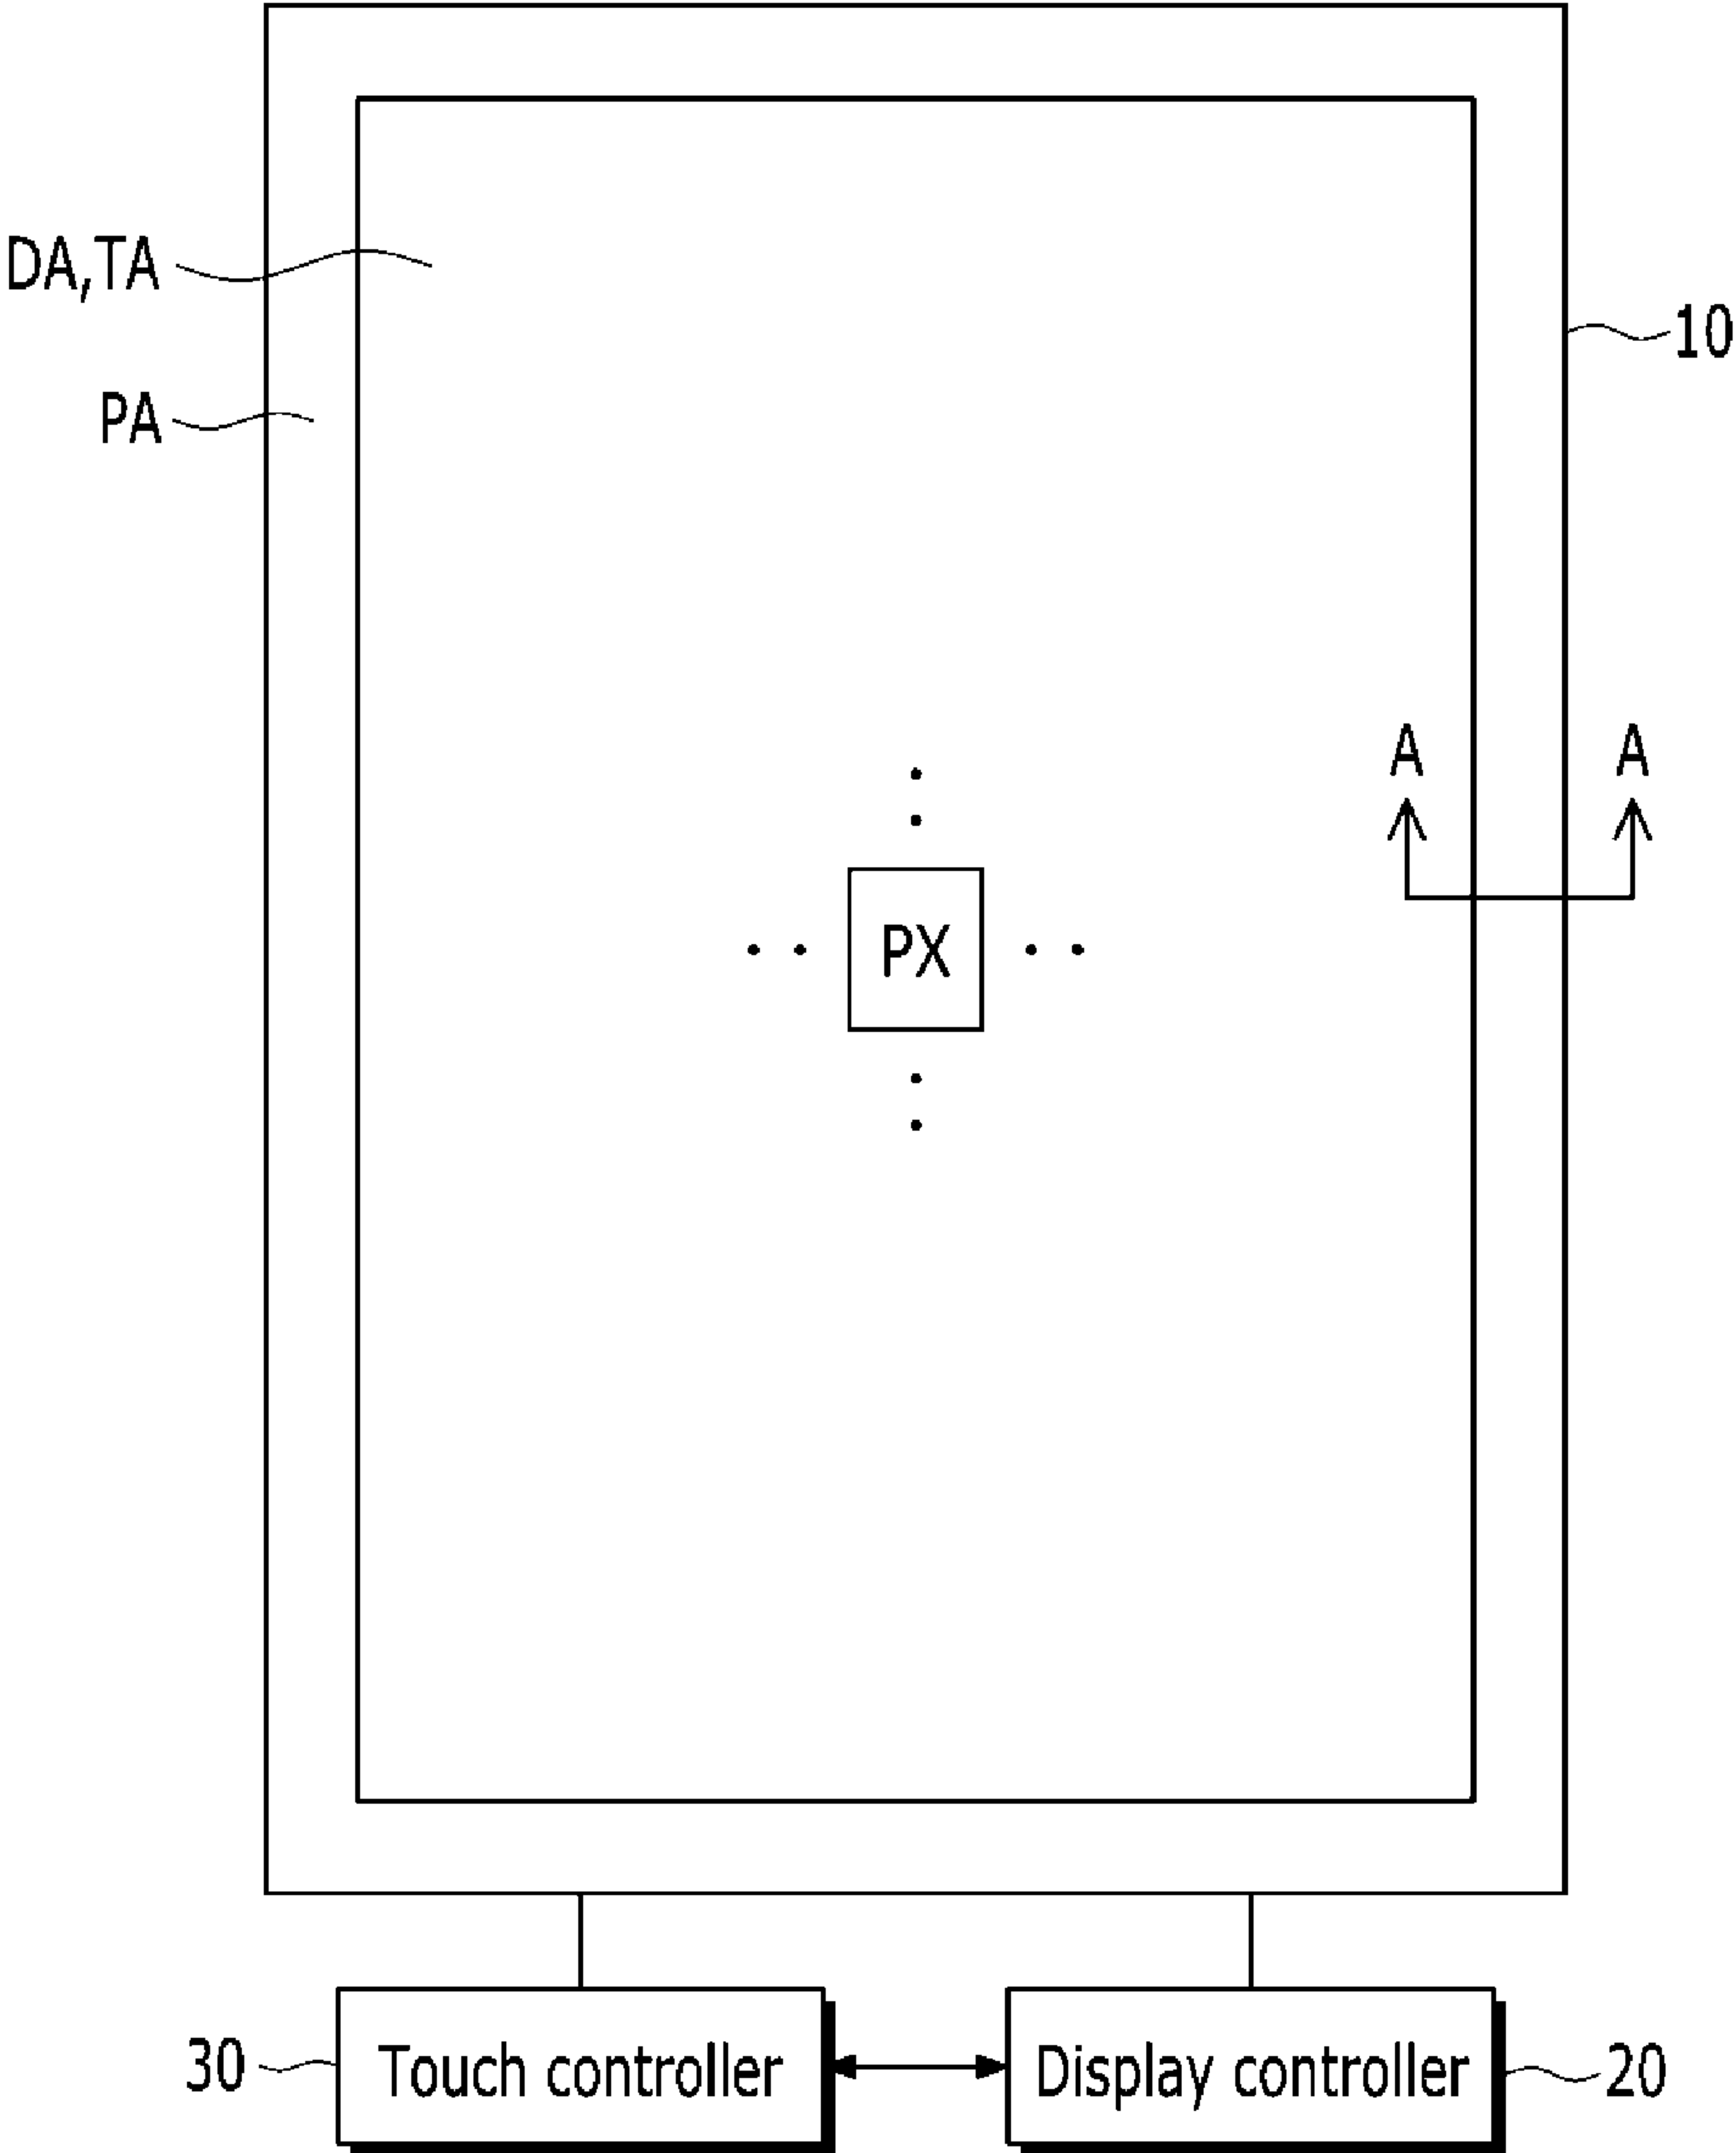 DA,TA
10
PA
A A
PX
30 Touch controller Display controller 20